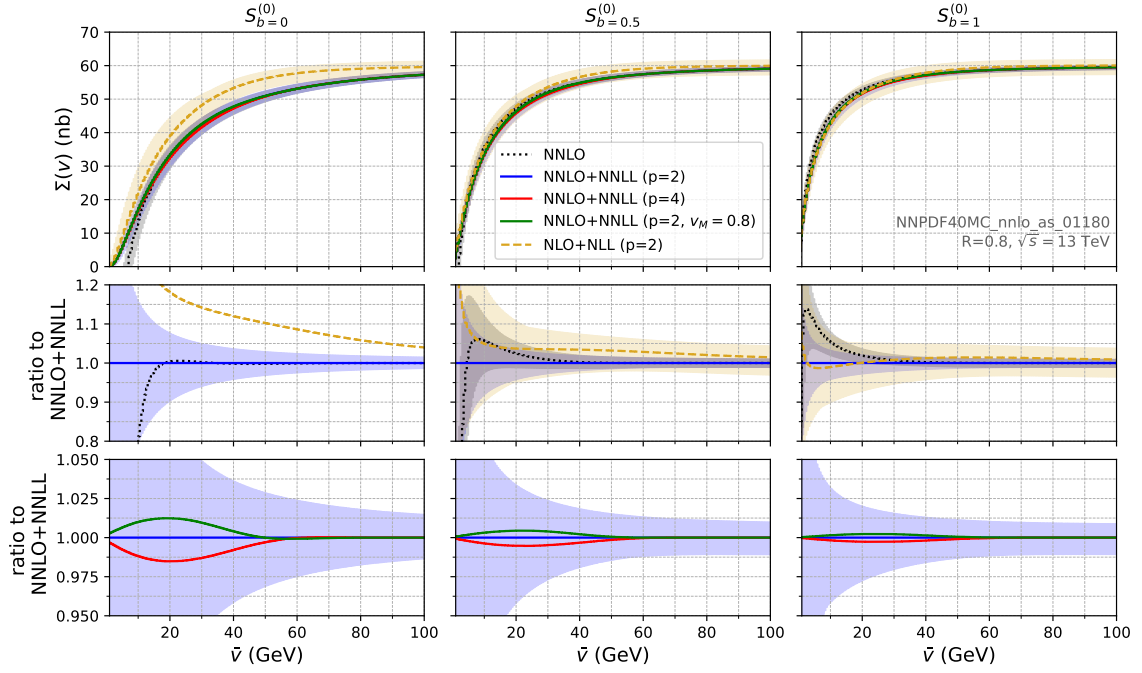 S_{b=0}^{(0)} S_{b=0.5}^{(0)} S_{b=1}^{(0)}
70
60
50
40
30
20
10
0
Σ(v) (nb)
NNLO
NNLO+NNLL (p=2)
NNLO+NNLL (p=4)
NNLO+NNLL (p=2, v_M = 0.8)
NLO+NLL (p=2)
NNPDF40MC_nnlo_as_01180
R=0.8, √s = 13 TeV
1.2
1.1
1.0
0.9
0.8
ratio to
NNLO+NNLL
1.050
1.025
1.000
0.975
0.950
ratio to
NNLO+NNLL
20 40 60 80 100 20 40 60 80 100 20 40 60 80 100
v̄ (GeV) v̄ (GeV) v̄ (GeV)